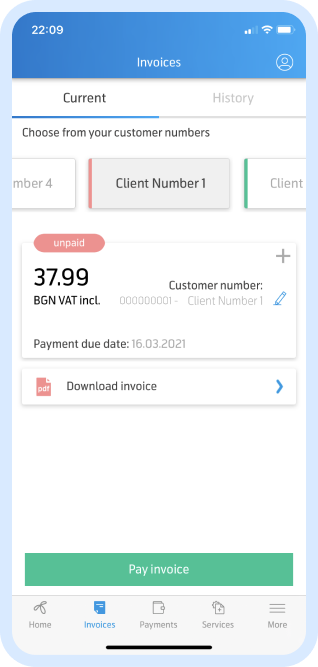 22:09
Invoices
Current History
Choose from your customer numbers
mber 4 Client Number 1 Client
unpaid
37.99
Customer number:
BGN VAT incl. 000000001 - Client Number 1
Payment due date: 16.03.2021
pdf Download invoice
Pay invoice
Home Invoices Payments Services More